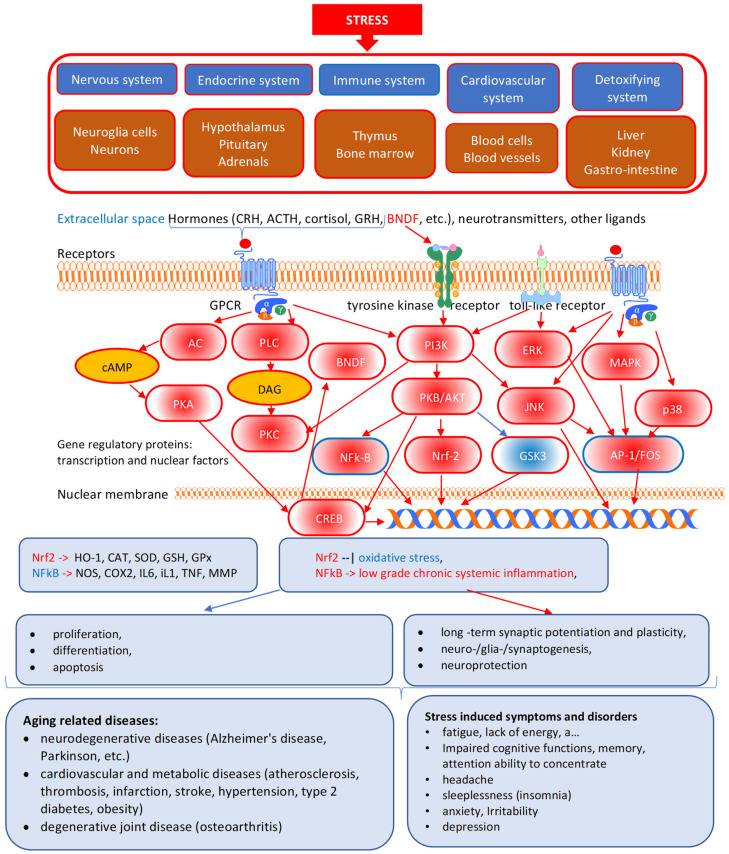 STRESS
Nervous system
Endocrine system
Immune system
Cardiovascular
system
Detoxifying
system
Neuroglia cells
Neurons
Hypothalamus
Pituitary
Adrenals
Thymus
Bone marrow
Blood cells
Blood vessels
Liver
Kidney
Gastro-intestine
Extracellular space Hormones (CRH, ACTH, cortisol, GRH, BNDF, etc.), neurotransmitters, other ligands
Receptors
GPCR
α
β
γ
tyrosine kinase receptor
toll-like receptor
α
β
γ
AC
PLC
BNDF
PI3K
ERK
MAPK
cAMP
DAG
PKA
PKC
PKB/AKT
JNK
p38
Gene regulatory proteins:
transcription and nuclear factors
NFk-B
Nrf-2
GSK3
AP-1/FOS
Nuclear membrane
CREB
Nrf2 -> HO-1, CAT, SOD, GSH, GPx
NFkB -> NOS, COX2, IL6, iL1, TNF, MMP
Nrf2 --| oxidative stress,
NFkB -> low grade chronic systemic inflammation,
• proliferation,
• differentiation,
• apoptosis
• long -term synaptic potentiation and plasticity,
• neuro-/glia-/synaptogenesis,
• neuroprotection
Aging related diseases:
• neurodegenerative diseases (Alzheimer's disease,
Parkinson, etc.)
• cardiovascular and metabolic diseases (atherosclerosis,
thrombosis, infarction, stroke, hypertension, type 2
diabetes, obesity)
• degenerative joint disease (osteoarthritis)
Stress induced symptoms and disorders
• fatigue, lack of energy, a…
• Impaired cognitive functions, memory,
attention ability to concentrate
• headache
• sleeplessness (insomnia)
• anxiety, Irritability
• depression